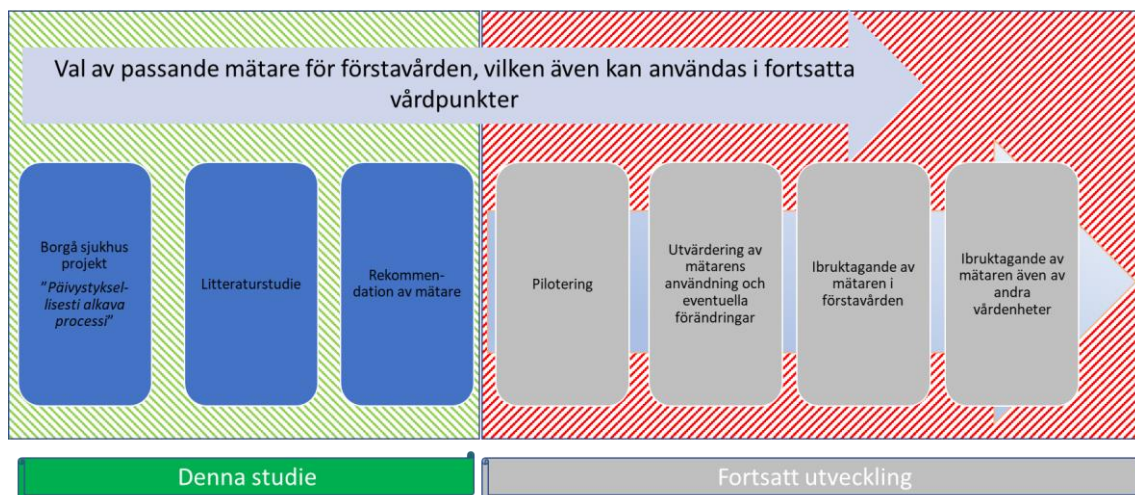 Val av passande mätare för förstavården, vilken även kan användas i fortsatta
vårdpunkter
Borgå sjukhus
projekt
”Päivystyksel-
lisesti alkava
processi”
Litteraturstudie
Rekommen-
dation av mätare
Pilotering
Utvärdering av
mätarens
användning och
eventuella
förändringar
Ibruktagande av
mätaren i
förstavården
Ibruktagande av
mätaren även av
andra
vårdenheter
Denna studie
Fortsatt utveckling